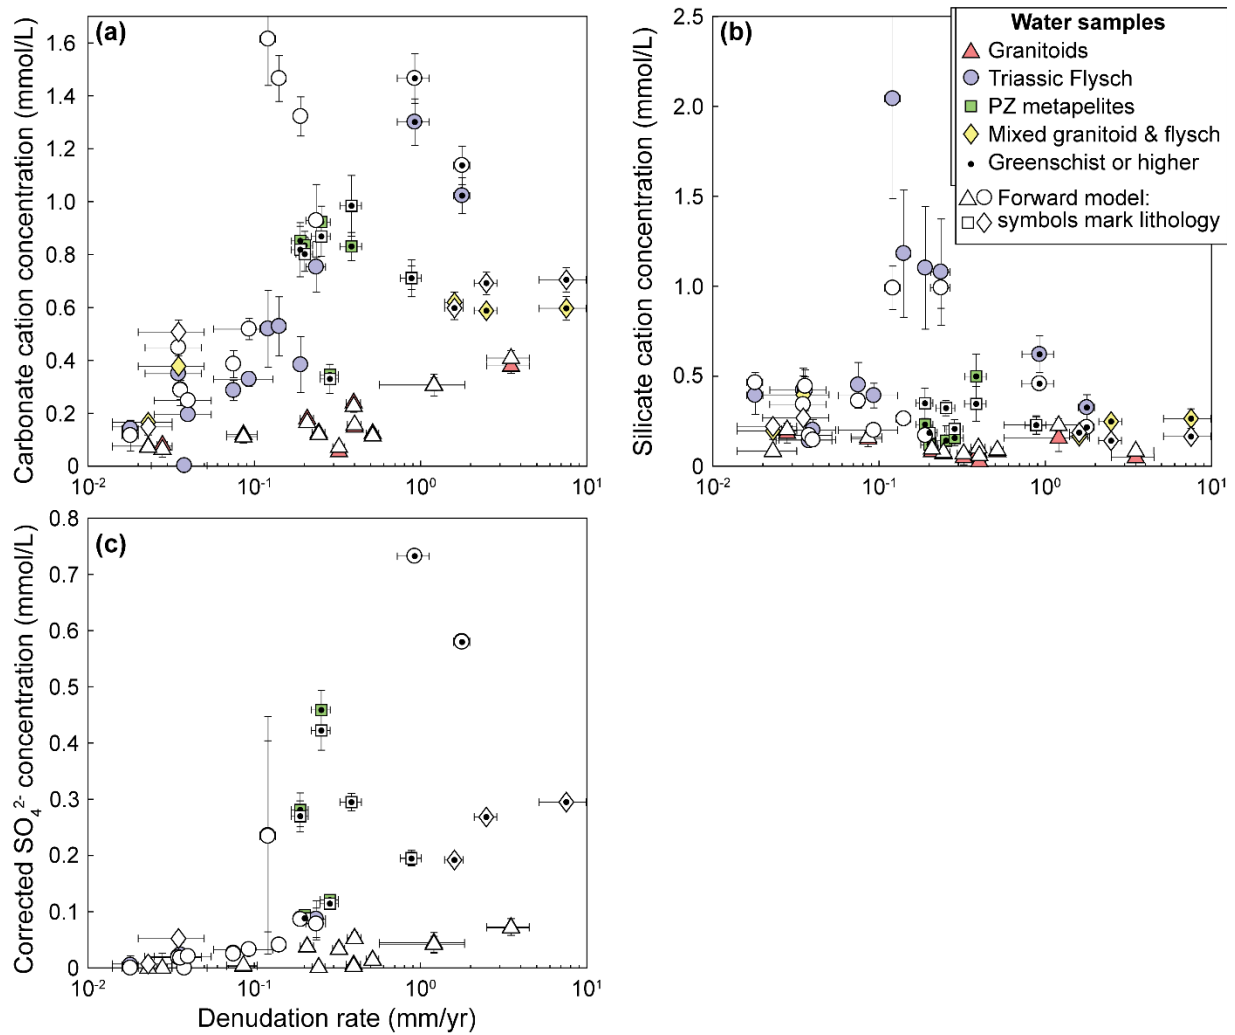 (a)
Carbonate cation concentration (mmol/L)
1.6
1.4
1.2
1.0
0.8
0.6
0.4
0.2
0
10-2
10-1
100
101
(b)
Silicate cation concentration (mmol/L)
2.5
2.0
1.5
1.0
0.5
0
10-2
10-1
100
101
Water samples
Granitoids
Triassic Flysch
PZ metapelites
Mixed granitoid & flysch
Greenschist or higher
Forward model:
symbols mark lithology
(c)
Corrected SO42- concentration (mmol/L)
0.8
0.7
0.6
0.5
0.4
0.3
0.2
0.1
0
10-2
10-1
100
101
Denudation rate (mm/yr)